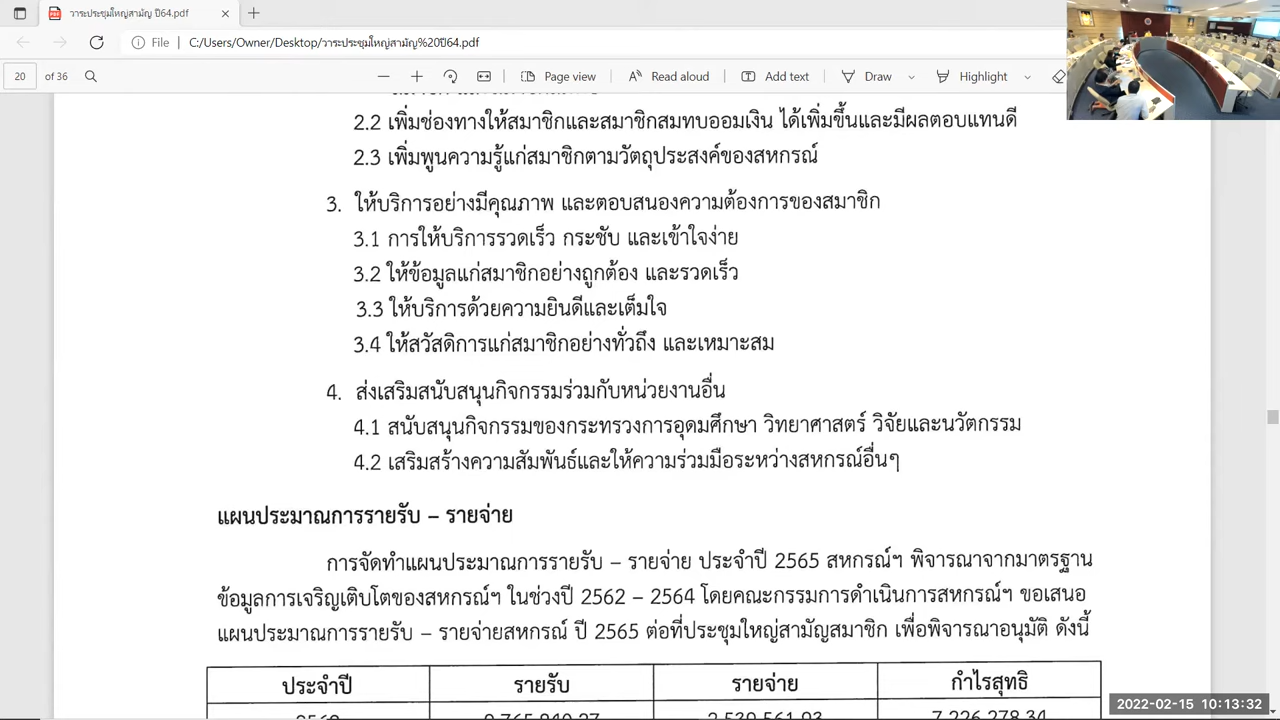 วาระประชุมใหญ่สามัญ ปี64.pdf
File C:/Users/Owner/Desktop/วาระประชุมใหญ่สามัญ%20ปี64.pdf
20 of 36 Page view Read aloud Add text Draw Highlight
2.2 เพิ่มช่องทางให้สมาชิกและสมาชิกสมทบออมเงิน ได้เพิ่มขึ้นและมีผลตอบแทนดี
2.3 เพิ่มพูนความรู้แก่สมาชิกตามวัตถุประสงค์ของสหกรณ์
3. ให้บริการอย่างมีคุณภาพ และตอบสนองความต้องการของสมาชิก
3.1 การให้บริการรวดเร็ว กระชับ และเข้าใจง่าย
3.2 ให้ข้อมูลแก่สมาชิกอย่างถูกต้อง และรวดเร็ว
3.3 ให้บริการด้วยความยินดีและเต็มใจ
3.4 ให้สวัสดิการแก่สมาชิกอย่างทั่วถึง และเหมาะสม
4. ส่งเสริมสนับสนุนกิจกรรมร่วมกับหน่วยงานอื่น
4.1 สนับสนุนกิจกรรมของกระทรวงการอุดมศึกษา วิทยาศาสตร์ วิจัยและนวัตกรรม
4.2 เสริมสร้างความสัมพันธ์และให้ความร่วมมือระหว่างสหกรณ์อื่นๆ
แผนประมาณการรายรับ – รายจ่าย
การจัดทำแผนประมาณการรายรับ – รายจ่าย ประจำปี 2565 สหกรณ์ฯ พิจารณาจากมาตรฐาน
ข้อมูลการเจริญเติบโตของสหกรณ์ฯ ในช่วงปี 2562 – 2564 โดยคณะกรรมการดำเนินการสหกรณ์ฯ ขอเสนอ
แผนประมาณการรายรับ – รายจ่ายสหกรณ์ ปี 2565 ต่อที่ประชุมใหญ่สามัญสมาชิก เพื่อพิจารณาอนุมัติ ดังนี้
ประจำปี รายรับ รายจ่าย กำไรสุทธิ
2022-02-15 10:13:32